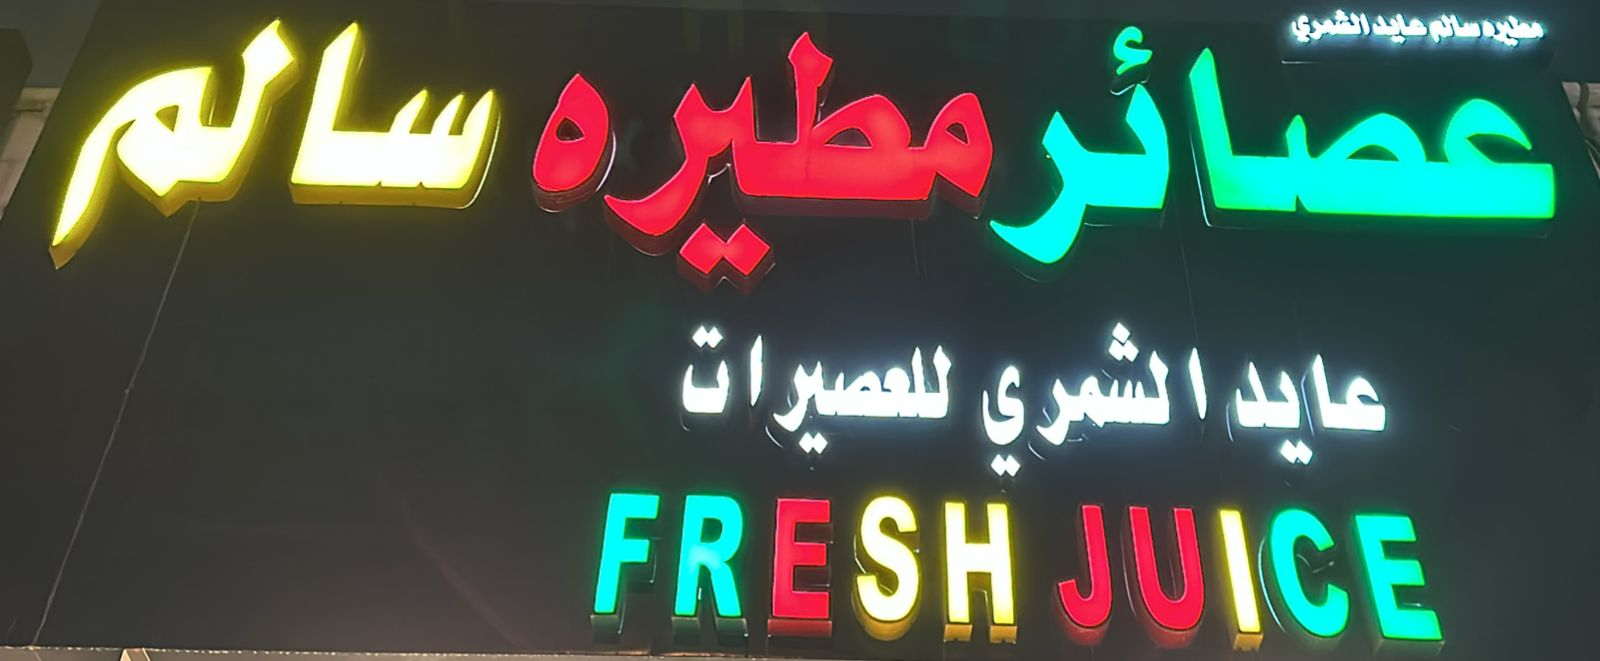 مطيره سالم عايد الشمري
عصائر مطيره سالم
عايد الشمري للعصيرات
FRESH JUICE